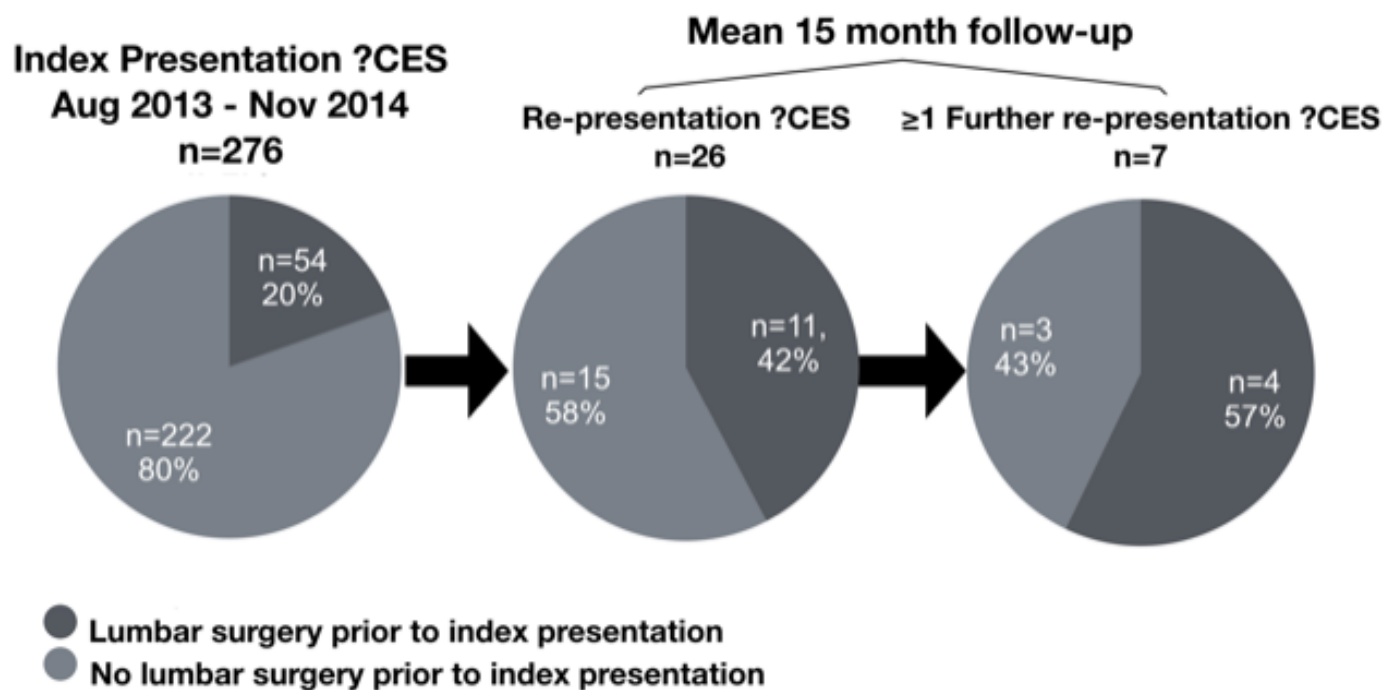 Index Presentation ?CES
Aug 2013 - Nov 2014
n=276
Mean 15 month follow-up
Re-presentation ?CES
n=26
≥1 Further re-presentation ?CES
n=7
n=54
20%
n=222
80%
n=11,
42%
n=15
58%
n=3
43%
n=4
57%
Lumbar surgery prior to index presentation
No lumbar surgery prior to index presentation